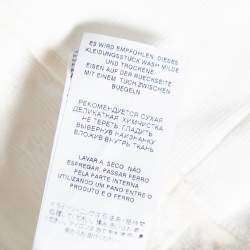 ES WIRD EMPFOHLEN, DIESES
KLEIDUNGSSTÜCK WASH MILDE
UND TROCKENE.
EISEN AUF DER RUECKSEITE
MIT EINEM TUCH ZWISCHEN
BUEGELN
РЕКОМЕНДУЕТСЯ СУХАЯ
ДЕЛИКАТНАЯ ХИМЧИСТКА.
НЕ ТЕРЕТЬ, ГЛАДИТЬ
ВЫВЕРНУВ НАИЗНАНКУ
ВЛОЖИВ ВНУТРЬ ТКАНЬ
LAVAR A SECO. NÃO
ESFREGAR, PASSAR FERRO
PELA PARTE INTERNA
UTILIZANDO UM PANO ENTRE O
PRODUTO E O FERRO